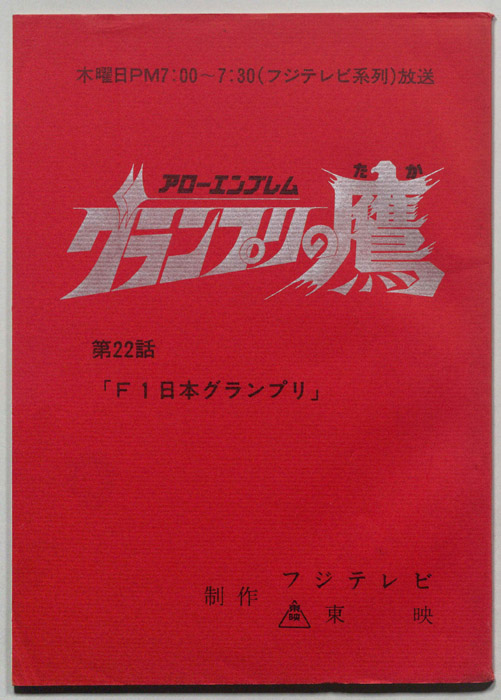 木曜日PM7:00～7:30(フジテレビ系列)放送
アローエンブレム
たか
グランプリの鷹
第22話
「F1日本グランプリ」
制作 フジテレビ
東映 東映